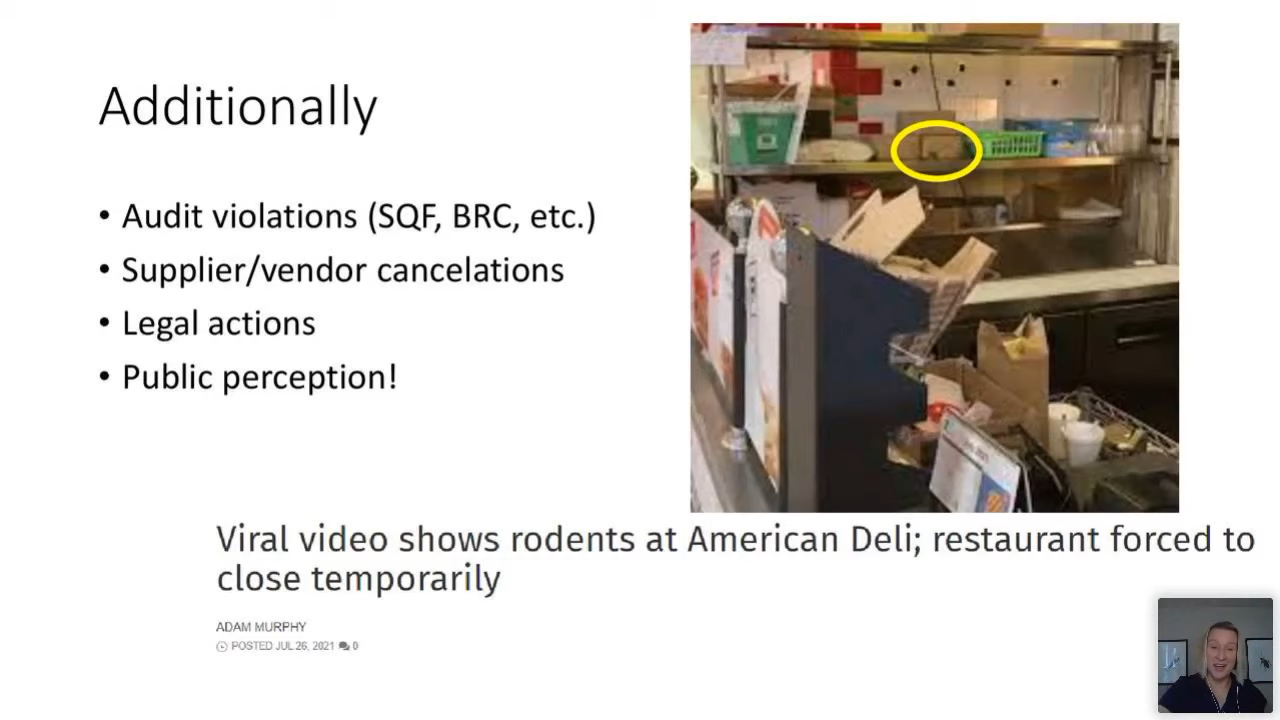 Additionally
• Audit violations (SQF, BRC, etc.)
• Supplier/vendor cancelations
• Legal actions
• Public perception!
Viral video shows rodents at American Deli; restaurant forced to
close temporarily
ADAM MURPHY
POSTED JUL 26, 2021 0